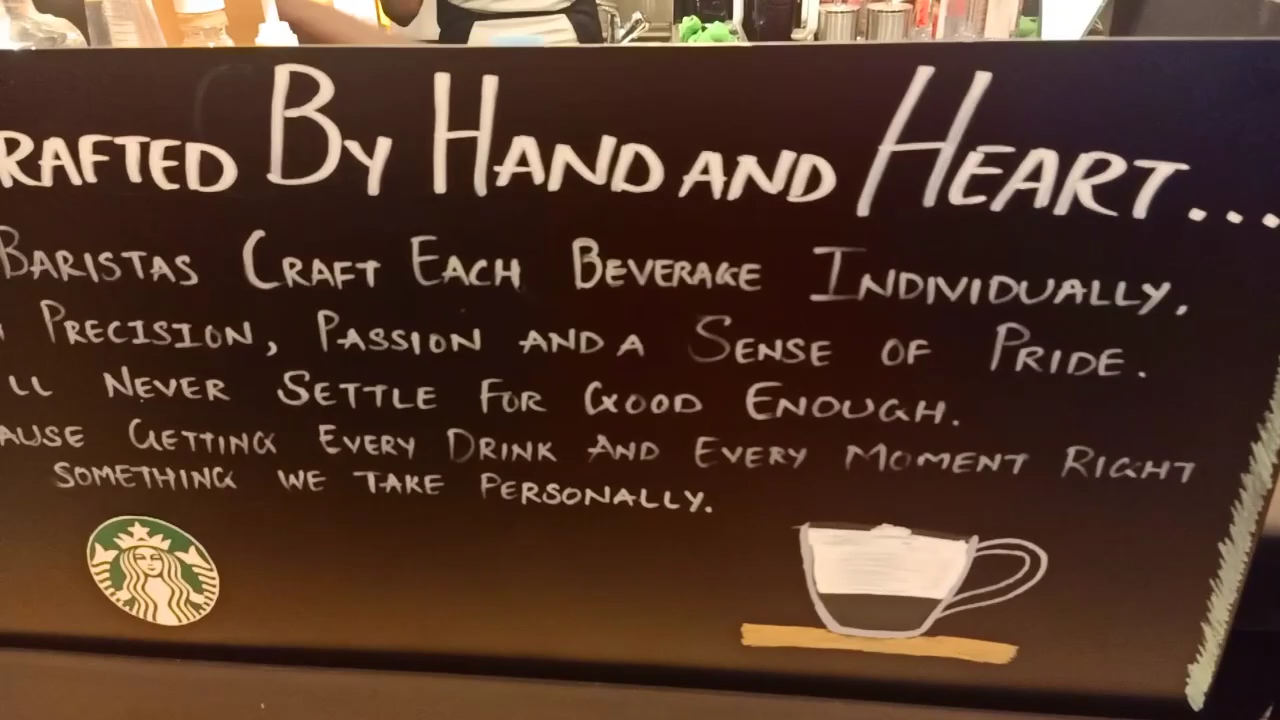 RAFTED BY HAND AND HEART...
BARISTAS CRAFT EACH BEVERAGE INDIVIDUALLY,
PRECISION, PASSION AND A SENSE OF PRIDE.
LL NEVER SETTLE FOR GOOD ENOUGH.
AUSE GETTING EVERY DRINK AND EVERY MOMENT RIGHT
SOMETHING WE TAKE PERSONALLY.